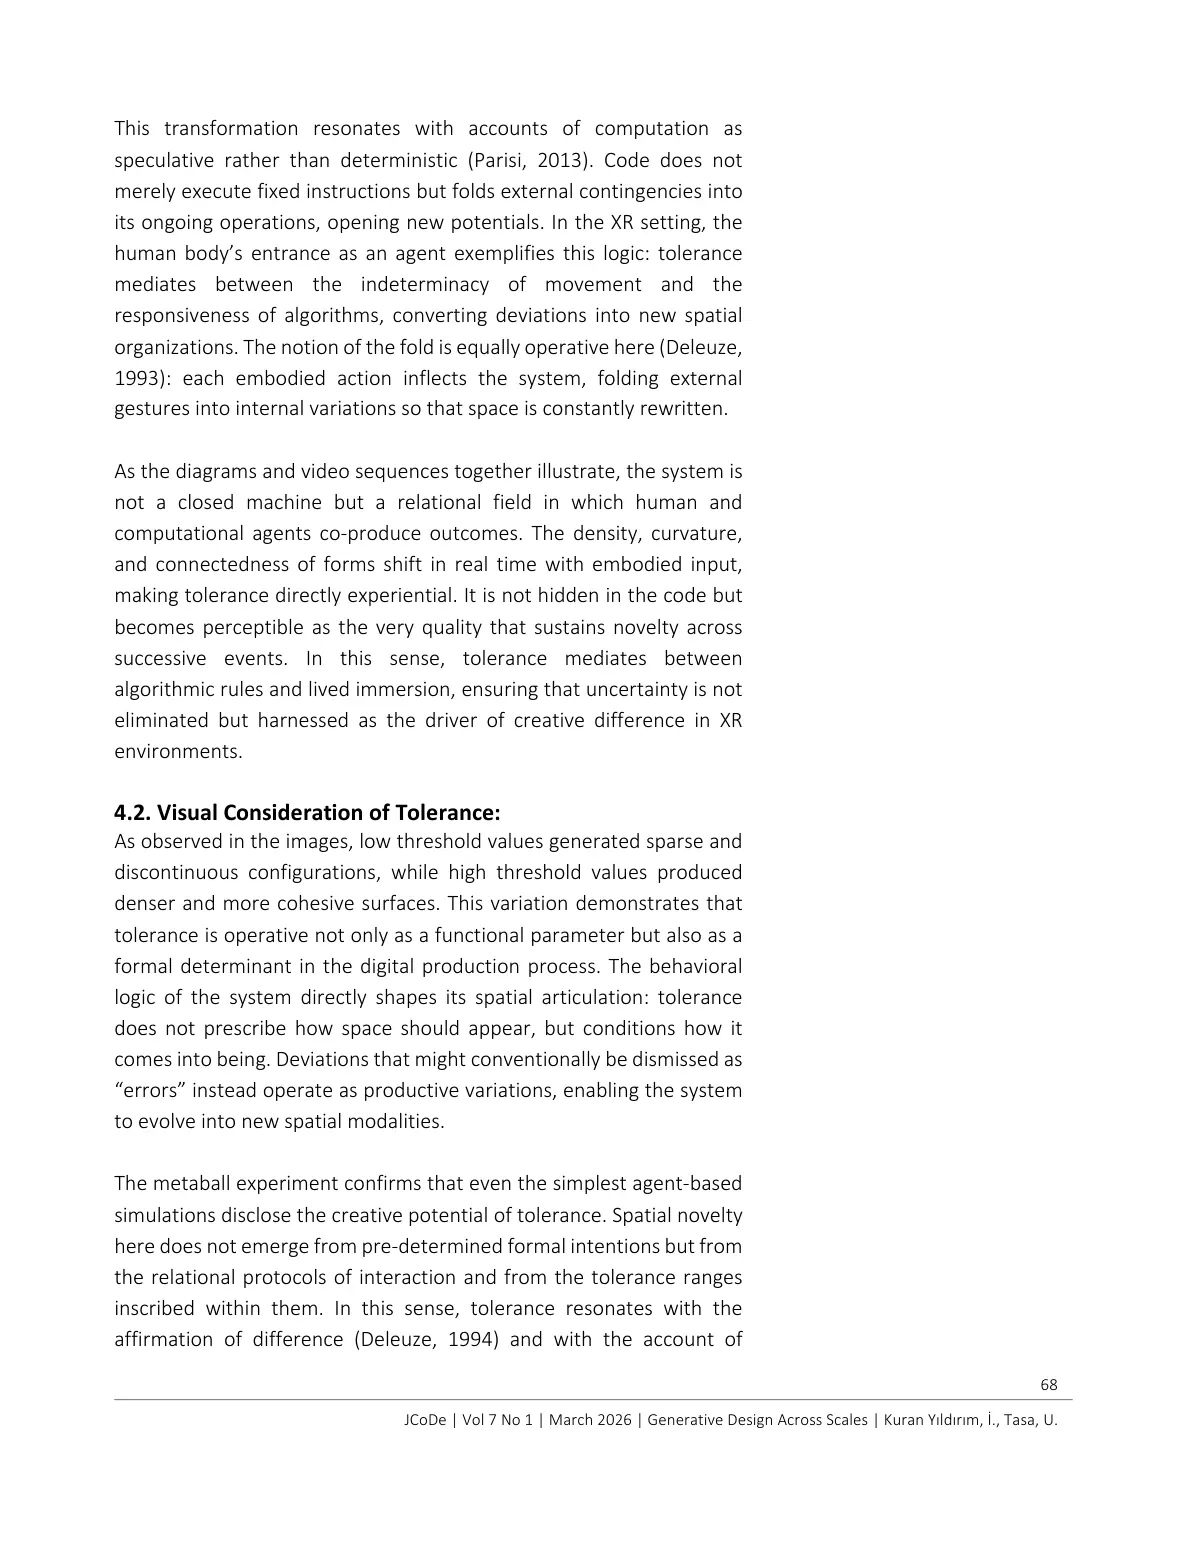 This transformation resonates with accounts of computation as
speculative rather than deterministic (Parisi, 2013). Code does not
merely execute fixed instructions but folds external contingencies into
its ongoing operations, opening new potentials. In the XR setting, the
human body’s entrance as an agent exemplifies this logic: tolerance
mediates between the indeterminacy of movement and the
responsiveness of algorithms, converting deviations into new spatial
organizations. The notion of the fold is equally operative here (Deleuze,
1993): each embodied action inflects the system, folding external
gestures into internal variations so that space is constantly rewritten.
As the diagrams and video sequences together illustrate, the system is
not a closed machine but a relational field in which human and
computational agents co-produce outcomes. The density, curvature,
and connectedness of forms shift in real time with embodied input,
making tolerance directly experiential. It is not hidden in the code but
becomes perceptible as the very quality that sustains novelty across
successive events. In this sense, tolerance mediates between
algorithmic rules and lived immersion, ensuring that uncertainty is not
eliminated but harnessed as the driver of creative difference in XR
environments.
4.2. Visual Consideration of Tolerance:
As observed in the images, low threshold values generated sparse and
discontinuous configurations, while high threshold values produced
denser and more cohesive surfaces. This variation demonstrates that
tolerance is operative not only as a functional parameter but also as a
formal determinant in the digital production process. The behavioral
logic of the system directly shapes its spatial articulation: tolerance
does not prescribe how space should appear, but conditions how it
comes into being. Deviations that might conventionally be dismissed as
“errors” instead operate as productive variations, enabling the system
to evolve into new spatial modalities.
The metaball experiment confirms that even the simplest agent-based
simulations disclose the creative potential of tolerance. Spatial novelty
here does not emerge from pre-determined formal intentions but from
the relational protocols of interaction and from the tolerance ranges
inscribed within them. In this sense, tolerance resonates with the
affirmation of difference (Deleuze, 1994) and with the account of
68
JCoDe | Vol 7 No 1 | March 2026 | Generative Design Across Scales | Kuran Yıldırım, İ., Tasa, U.